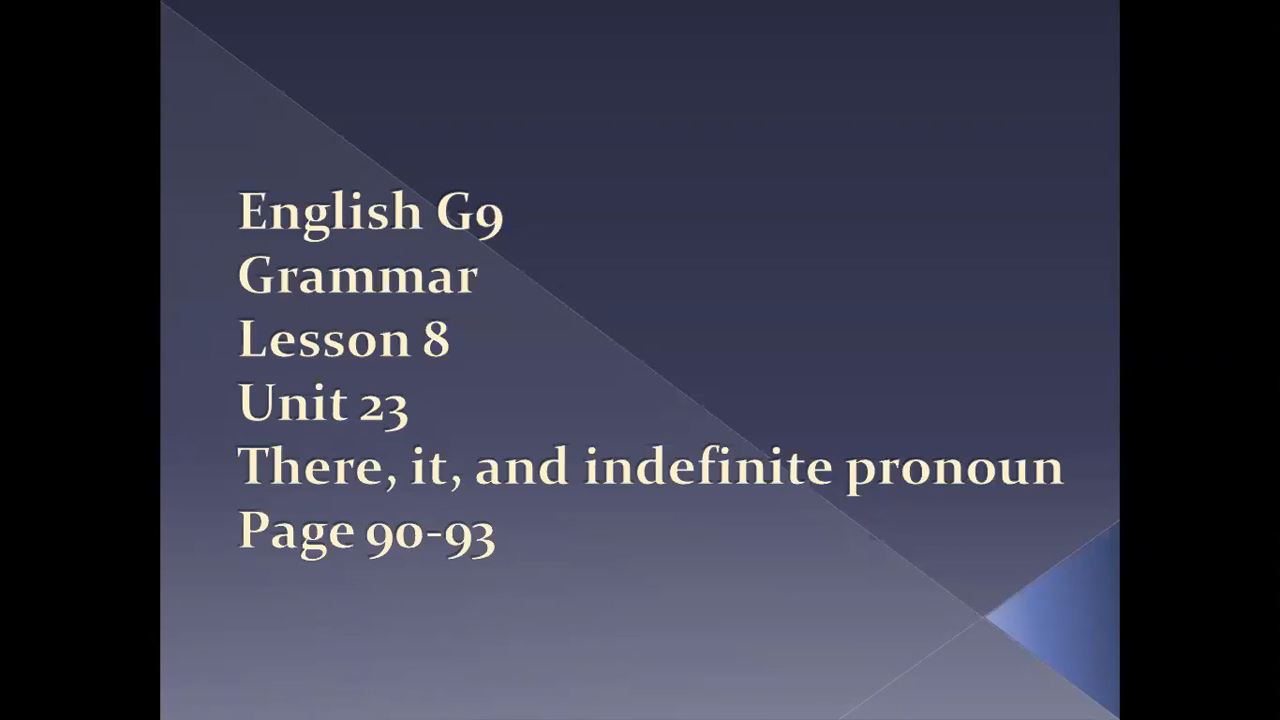 English G9
Grammar
Lesson 8
Unit 23
There, it, and indefinite pronoun
Page 90-93